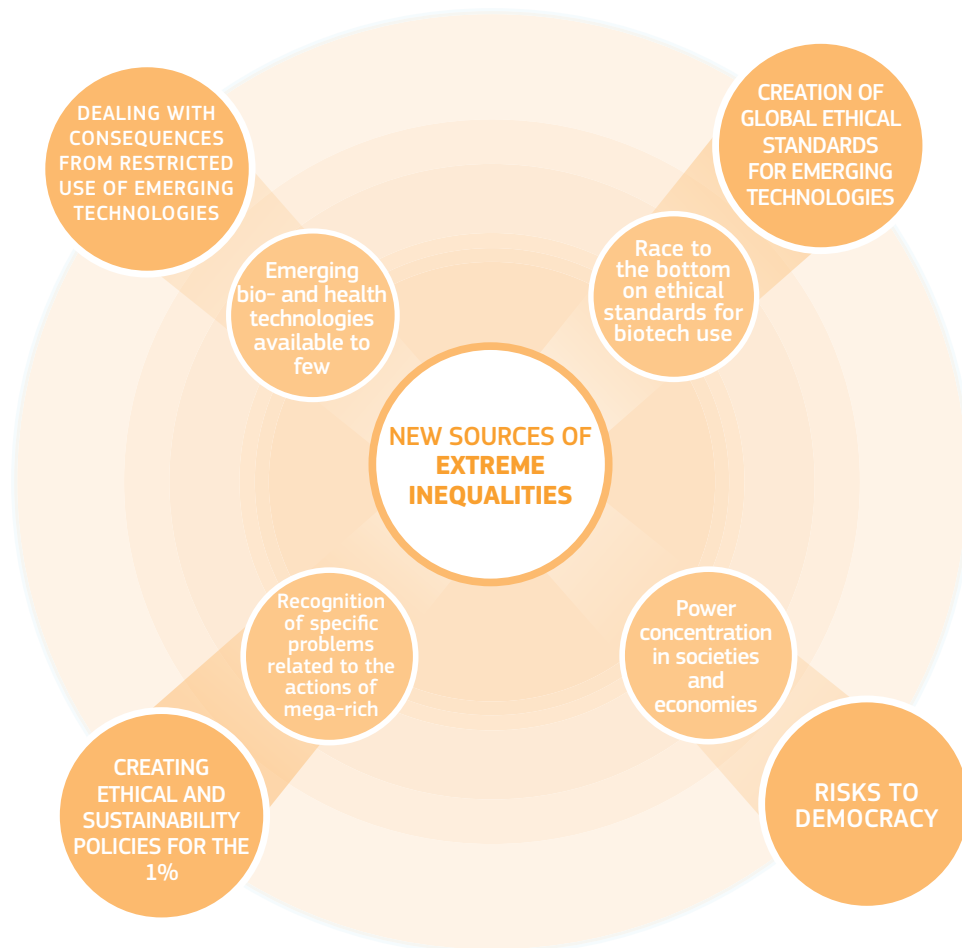 DEALING WITH
CONSEQUENCES
FROM RESTRICTED
USE OF EMERGING
TECHNOLOGIES
CREATION OF
GLOBAL ETHICAL
STANDARDS
FOR EMERGING
TECHNOLOGIES
Emerging
bio- and health
technologies
available to
few
Race to
the bottom
on ethical
standards for
biotech use
NEW SOURCES OF
EXTREME
INEQUALITIES
Recognition
of specific
problems
related to the
actions of
mega-rich
Power
concentration
in societies
and
economies
CREATING
ETHICAL AND
SUSTAINABILITY
POLICIES FOR THE
1%
RISKS TO
DEMOCRACY